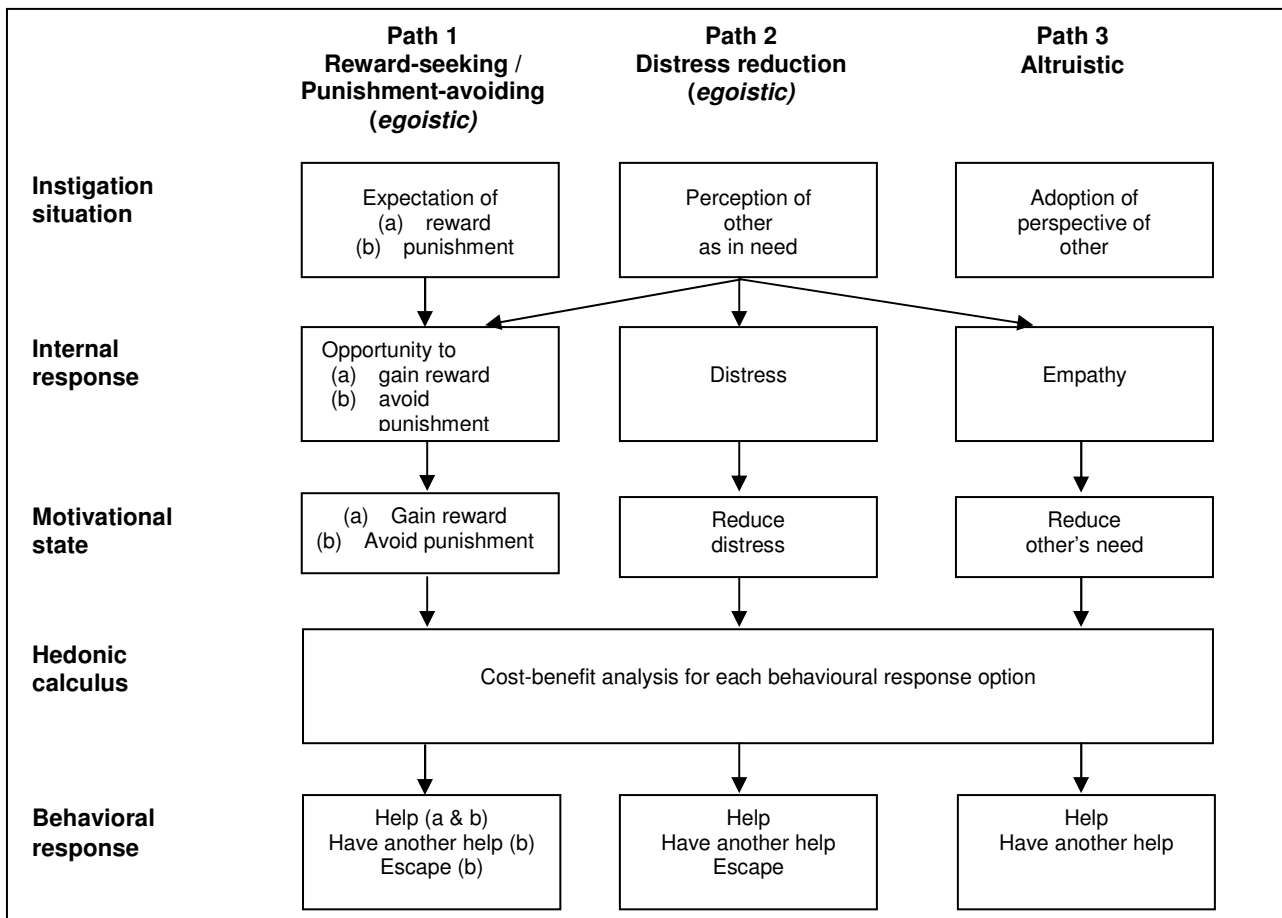 Path 1
Reward-seeking /
Punishment-avoiding
(egoistic)
Path 2
Distress reduction
(egoistic)
Path 3
Altruistic
Instigation
situation
Expectation of
(a) reward
(b) punishment
Perception of
other
as in need
Adoption of
perspective of
other
Internal
response
Opportunity to
(a) gain reward
(b) avoid
punishment
Distress
Empathy
Motivational
state
(a) Gain reward
(b) Avoid punishment
Reduce
distress
Reduce
other's need
Hedonic
calculus
Cost-benefit analysis for each behavioural response option
Behavioral
response
Help (a & b)
Have another help (b)
Escape (b)
Help
Have another help
Escape
Help
Have another help